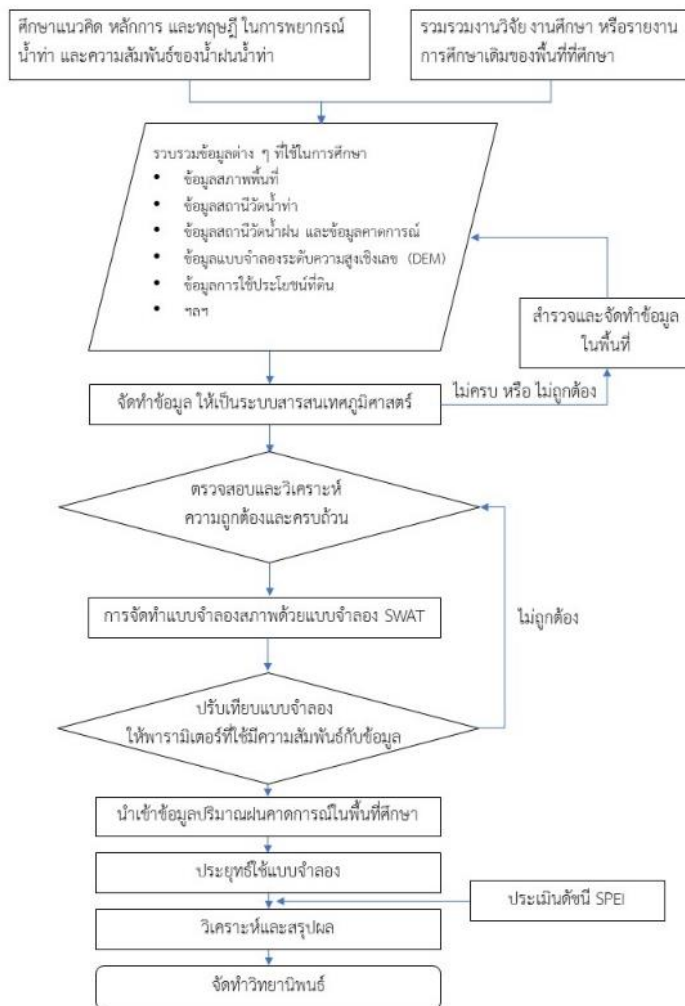 ศึกษาแนวคิด หลักการ และทฤษฎี ในการพยากรณ์
น้ำท่า และความสัมพันธ์ของน้ำฝนน้ำท่า
รวมรวมงานวิจัย งานศึกษา หรือรายงาน
การศึกษาเดิมของพื้นที่ที่ศึกษา
รวบรวมข้อมูลต่าง ๆ ที่ใช้ในการศึกษา
• ข้อมูลสภาพพื้นที่
• ข้อมูลสถานีวัดน้ำท่า
• ข้อมูลสถานีวัดน้ำฝน และข้อมูลคาดการณ์
• ข้อมูลแบบจำลองระดับความสูงเชิงเลข (DEM)
• ข้อมูลการใช้ประโยชน์ที่ดิน
• ฯลฯ
สำรวจและจัดทำข้อมูล
ในพื้นที่
จัดทำข้อมูล ให้เป็นระบบสารสนเทศภูมิศาสตร์
ไม่ครบ หรือ ไม่ถูกต้อง
ตรวจสอบและวิเคราะห์
ความถูกต้องและครบถ้วน
การจัดทำแบบจำลองสภาพด้วยแบบจำลอง SWAT
ไม่ถูกต้อง
ปรับเทียบแบบจำลอง
ให้พารามิเตอร์ที่ใช้มีความสัมพันธ์กับข้อมูล
นำเข้าข้อมูลปริมาณฝนคาดการณ์ในพื้นที่ศึกษา
ประยุทธ์ใช้แบบจำลอง
ประเมินดัชนี SPEI
วิเคราะห์และสรุปผล
จัดทำวิทยานิพนธ์